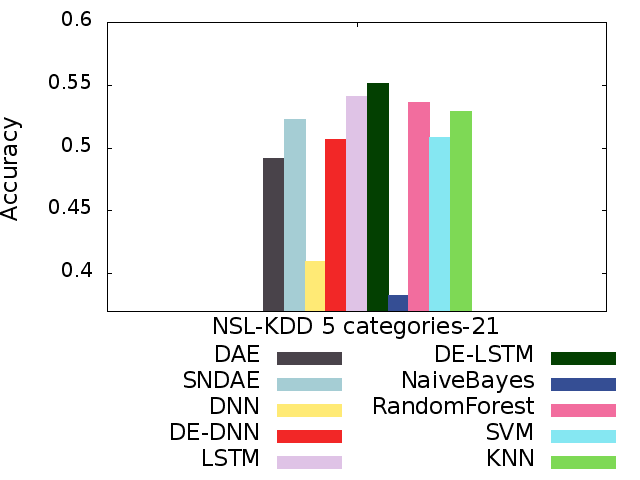 0.6
0.55
0.5
0.45
0.4
Accuracy
NSL-KDD 5 categories-21
DAE
SNDAE
DNN
DE-DNN
LSTM
DE-LSTM
NaiveBayes
RandomForest
SVM
KNN